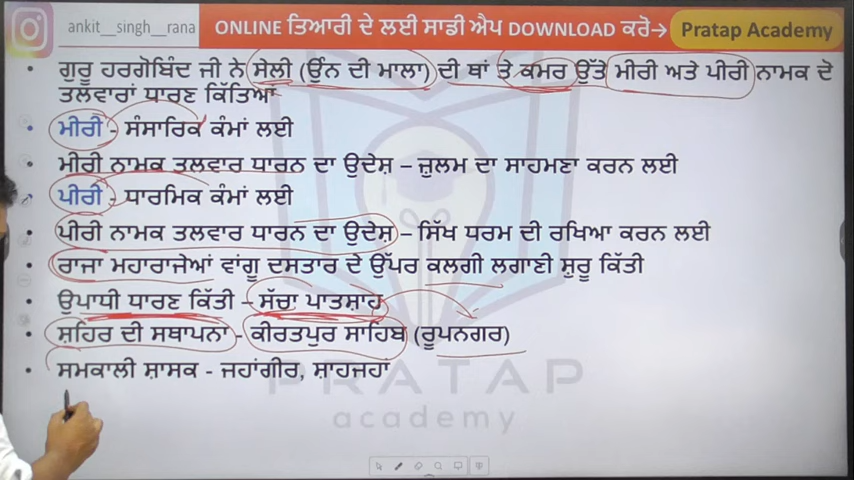 ankit__singh_rana
ONLINE ਤਿਆਰੀ ਦੇ ਲਈ ਸਾਡੀ ਐਪ DOWNLOAD ਕਰੋ→
Pratap Academy
• ਗੁਰੂ ਹਰਗੋਬਿੰਦ ਜੀ ਨੇ ਸੇਲੀ (ਉੱਨ ਦੀ ਮਾਲਾ) ਦੀ ਥਾਂ ਤੇ ਕਮਰ ਉੱਤੇ ਮੀਰੀ ਅਤੇ ਪੀਰੀ ਨਾਮਕ ਦੋ
ਤਲਵਾਰਾਂ ਧਾਰਣ ਕਿੱਤਿਆਂ
• ਮੀਰੀ - ਸੰਸਾਰਿਕ ਕੰਮਾਂ ਲਈ
• ਮੀਰੀ ਨਾਮਕ ਤਲਵਾਰ ਧਾਰਨ ਦਾ ਉਦੇਸ਼ – ਜ਼ੁਲਮ ਦਾ ਸਾਹਮਣਾ ਕਰਨ ਲਈ
• ਪੀਰੀ - ਧਾਰਮਿਕ ਕੰਮਾਂ ਲਈ
• ਪੀਰੀ ਨਾਮਕ ਤਲਵਾਰ ਧਾਰਨ ਦਾ ਉਦੇਸ਼ – ਸਿੱਖ ਧਰਮ ਦੀ ਰਖਿਆ ਕਰਨ ਲਈ
• ਰਾਜਾ ਮਹਾਰਾਜੇਆਂ ਵਾਂਗੂ ਦਸਤਾਰ ਦੇ ਉੱਪਰ ਕਲਗੀ ਲਗਾਣੀ ਸ਼ੁਰੂ ਕਿੱਤੀ
• ਉਪਾਧੀ ਧਾਰਣ ਕਿੱਤੀ – ਸੱਚਾ ਪਾਤਸ਼ਾਹ
• ਸ਼ਹਿਰ ਦੀ ਸਥਾਪਨਾ - ਕੀਰਤਪੁਰ ਸਾਹਿਬ (ਰੂਪਨਗਰ)
• ਸਮਕਾਲੀ ਸ਼ਾਸਕ - ਜਹਾਂਗੀਰ, ਸ਼ਾਹਜਹਾਂ
PRATAP
academy